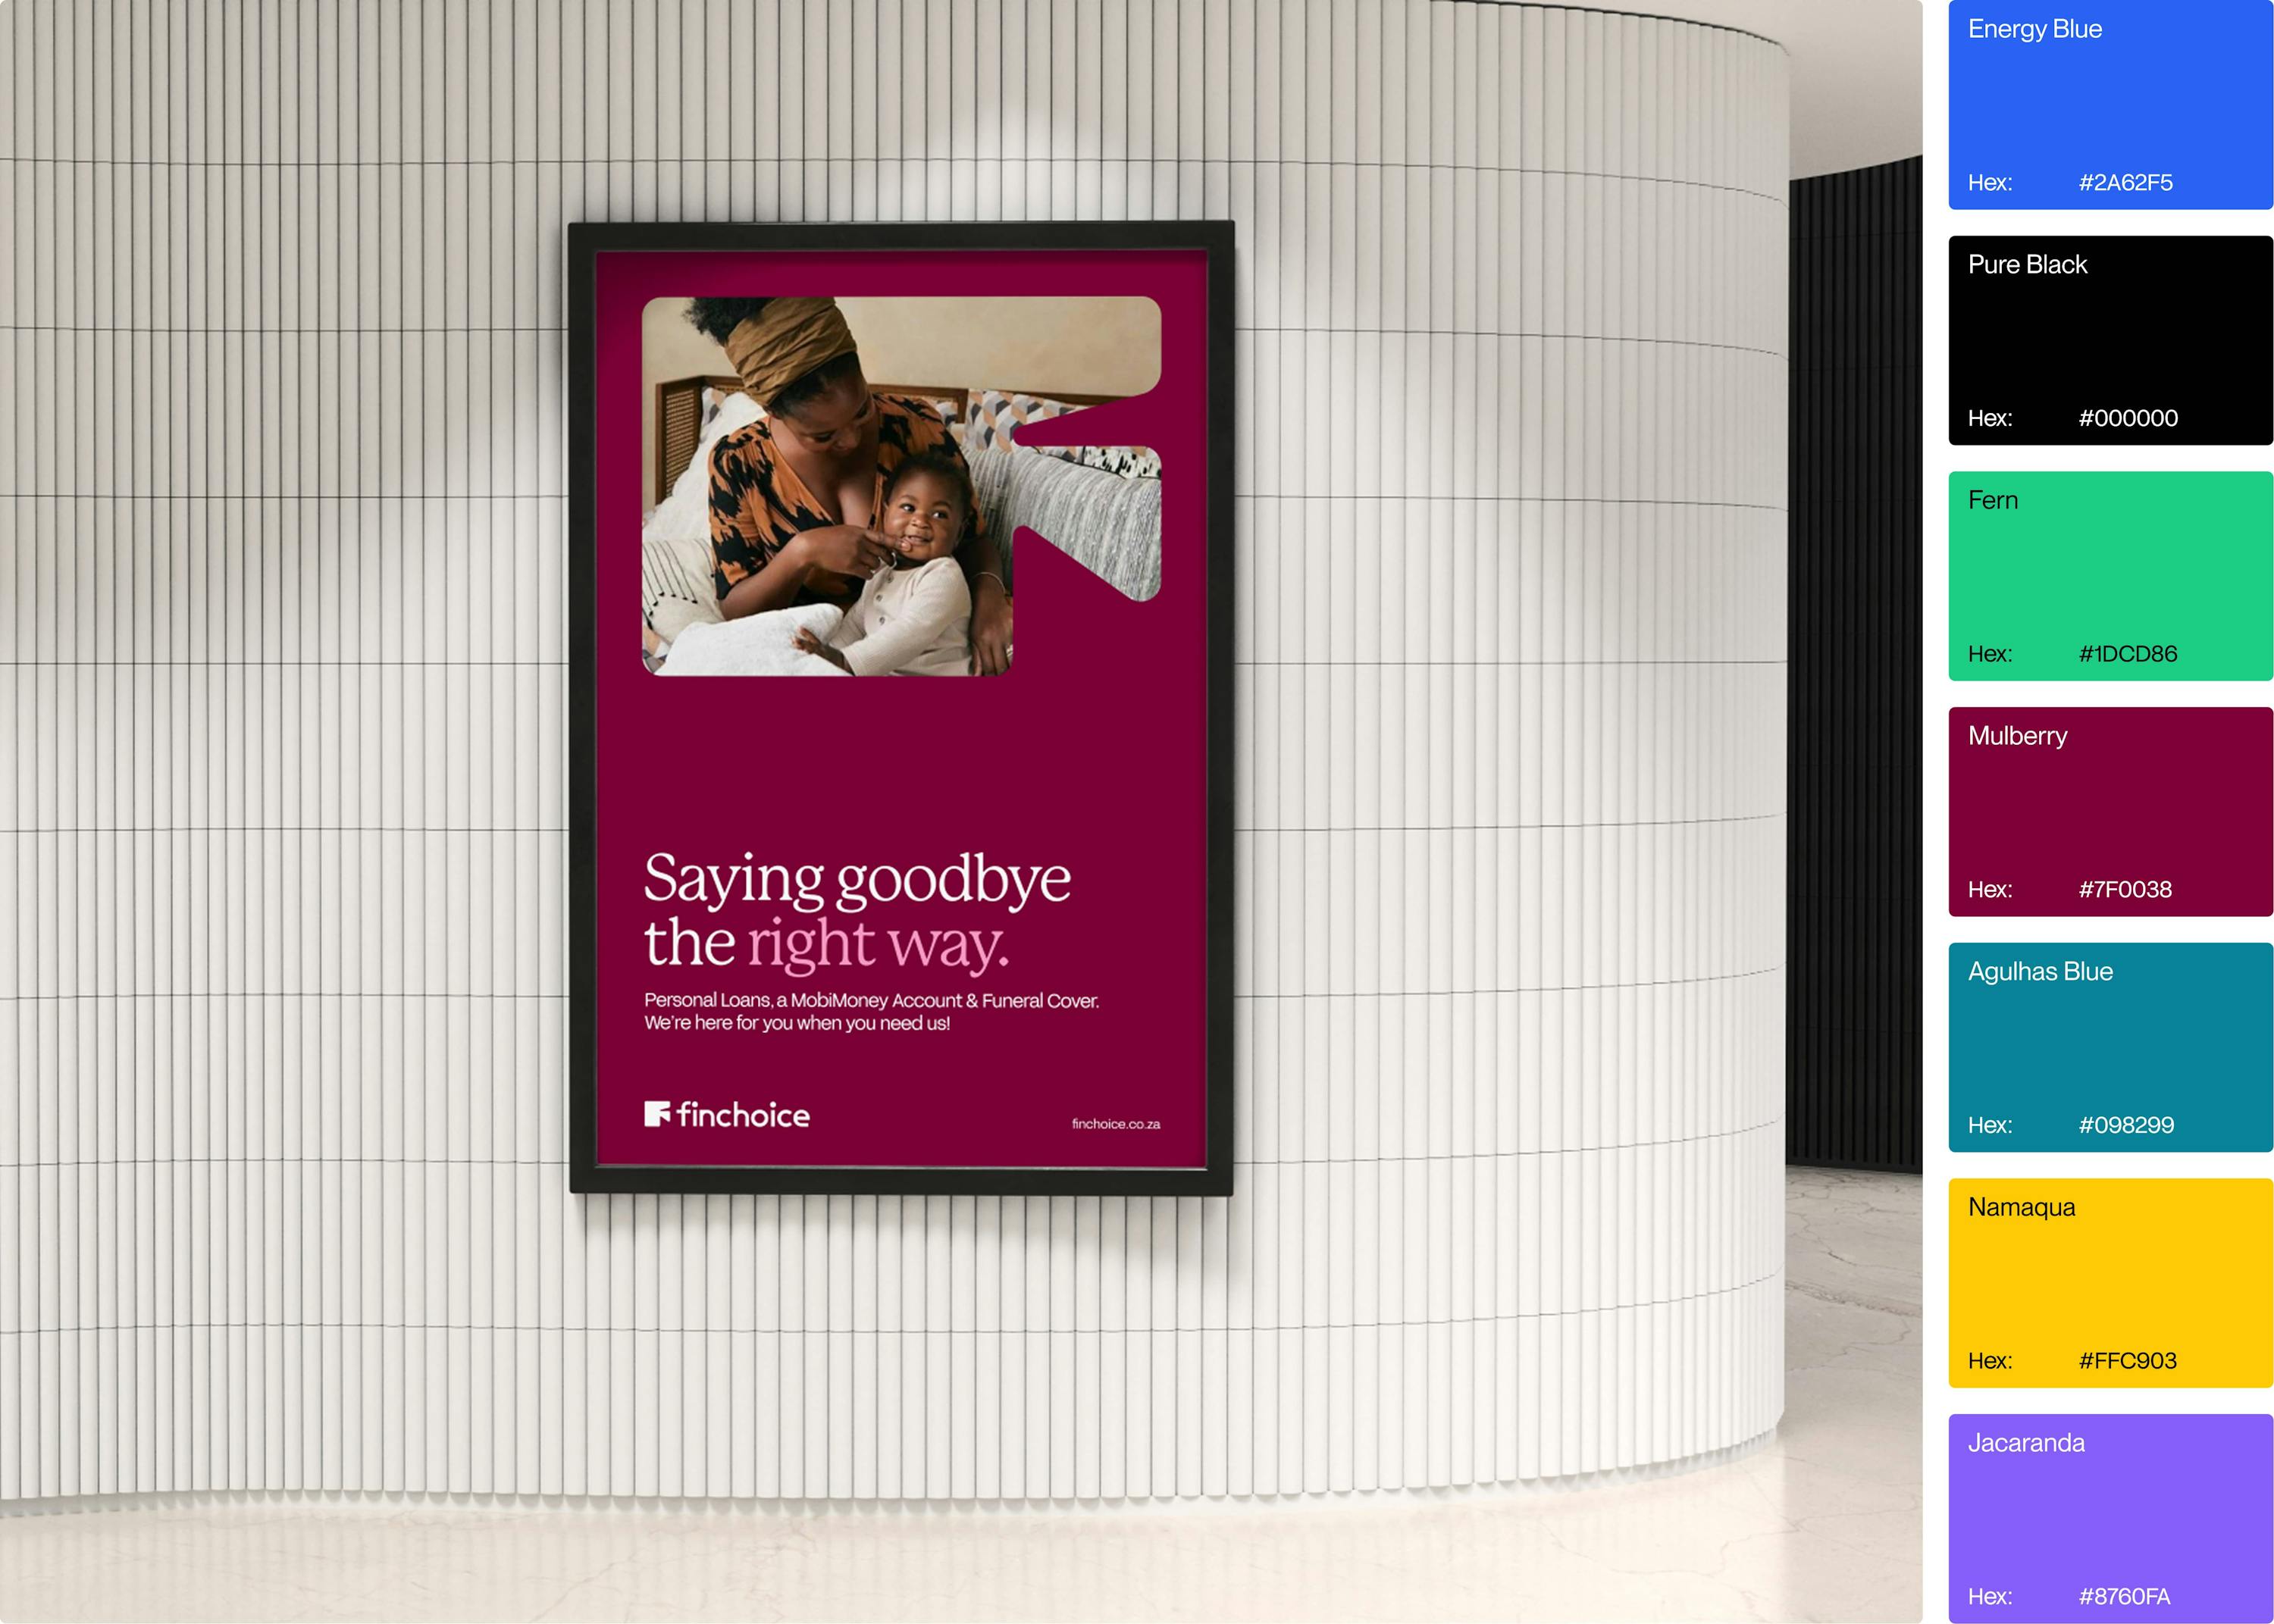 Saying goodbye
the right way.
Personal Loans, a MobiMoney Account & Funeral Cover.
We're here for you when you need us!
finchoice
finchoice.co.za
Energy Blue
Hex: #2A62F5
Pure Black
Hex: #000000
Fern
Hex: #1DCD86
Mulberry
Hex: #7F0038
Agulhas Blue
Hex: #098299
Namaqua
Hex: #FFC903
Jacaranda
Hex: #8760FA